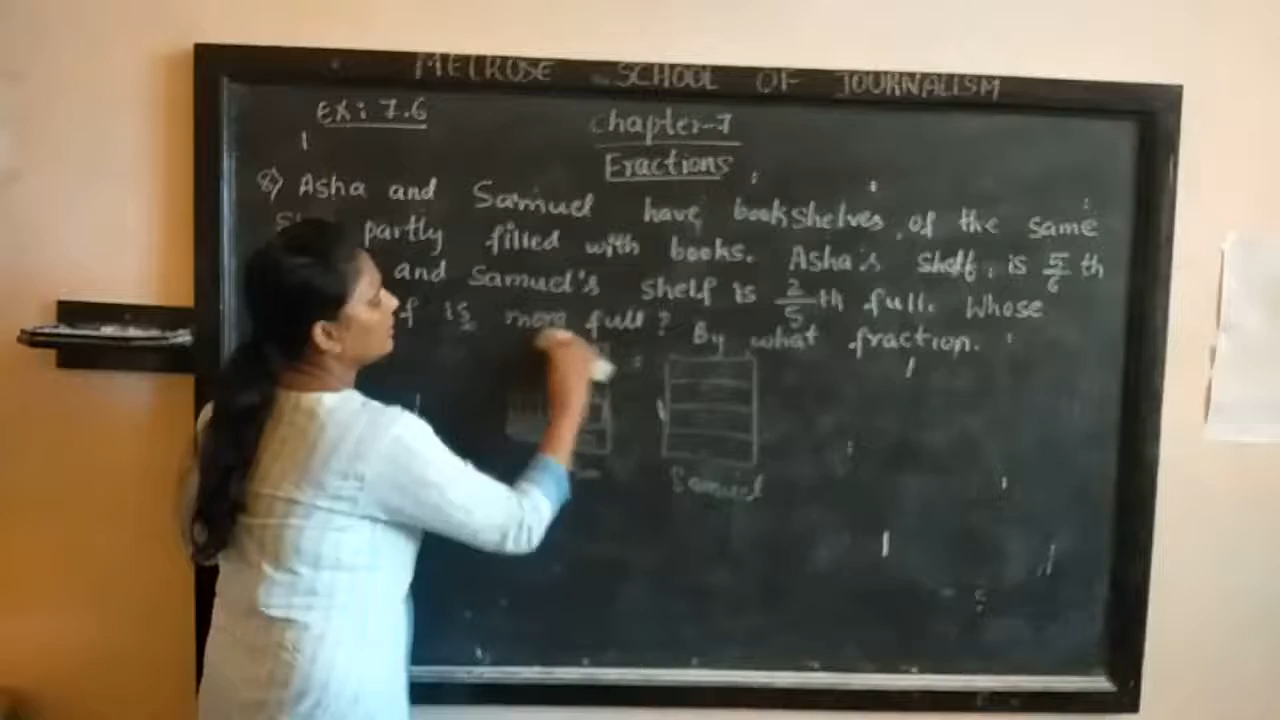 MELROSE SCHOOL OF JOURNALISM
Ex: 7.6
Chapter-7
Fractions
8) Asha and Samuel have bookshelves of the same
partly filled with books. Asha's shelf is 5/6 th
and Samuel's shelf is 2/5 th full. Whose
is more full? By what fraction.
Samuel